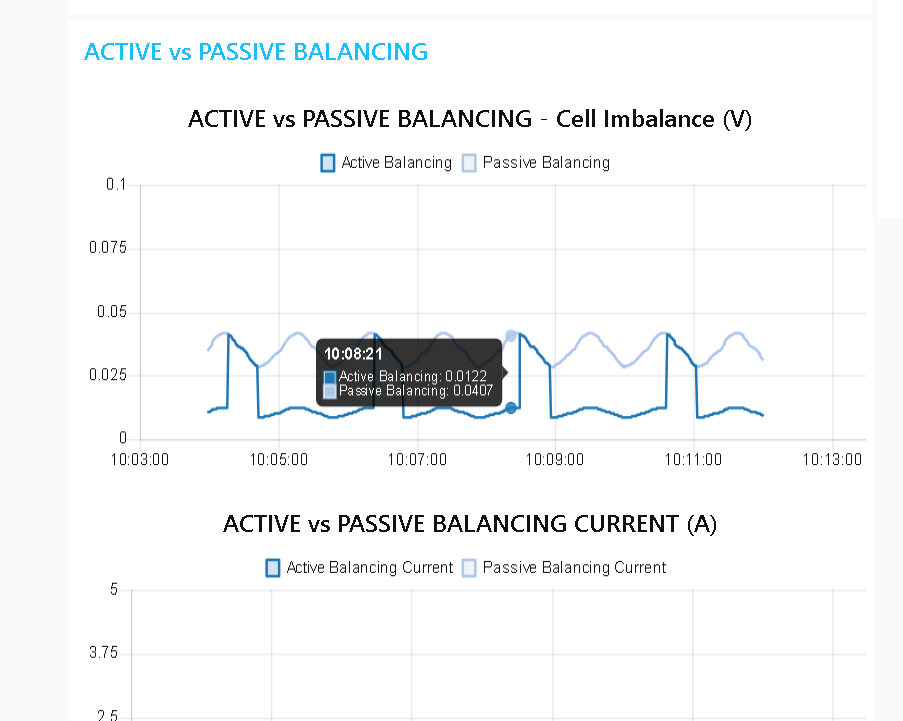 ACTIVE vs PASSIVE BALANCING
ACTIVE vs PASSIVE BALANCING - Cell Imbalance (V)
Active Balancing Passive Balancing
0.1
0.075
0.05
0.025
0
10:08:21
Active Balancing: 0.0122
Passive Balancing: 0.0407
10:03:00 10:05:00 10:07:00 10:09:00 10:11:00 10:13:00
ACTIVE vs PASSIVE BALANCING CURRENT (A)
Active Balancing Current Passive Balancing Current
5
3.75
2.5